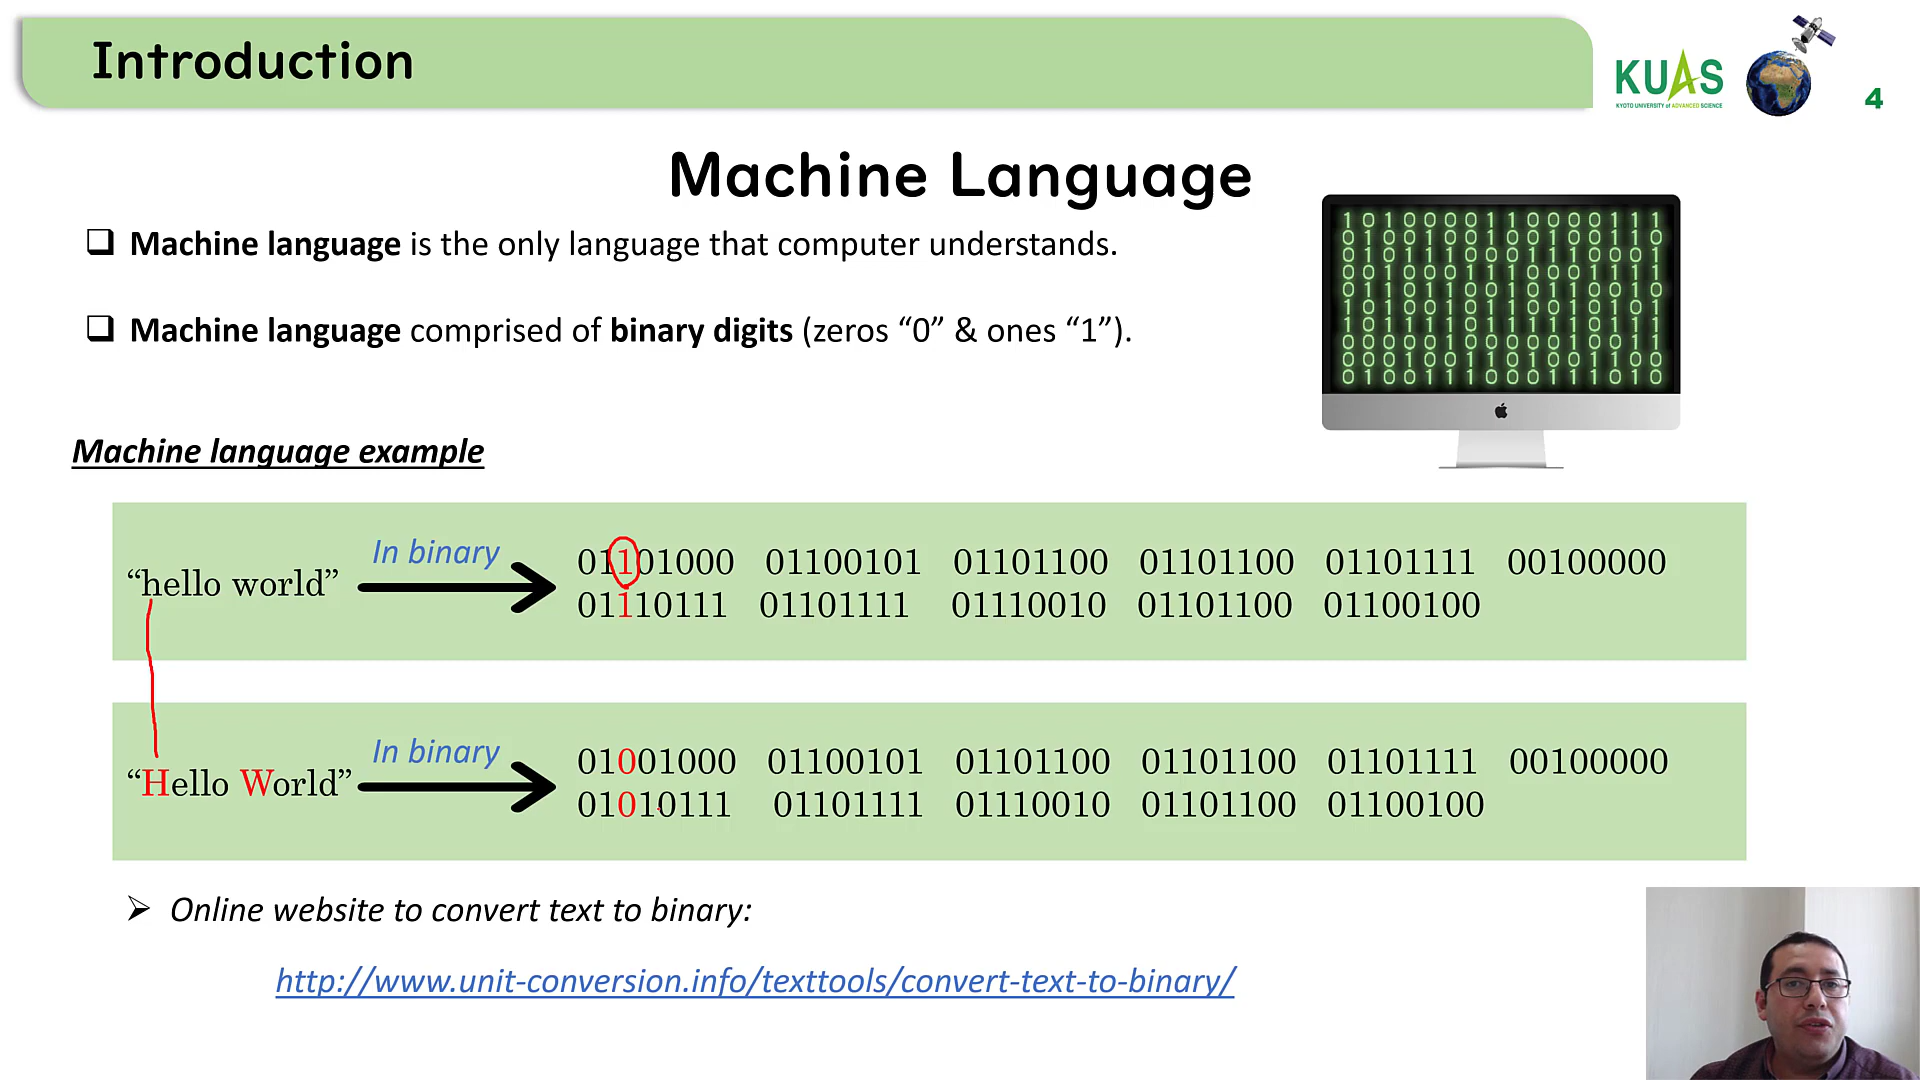 Introduction
KUAS
KYOTO UNIVERSITY of ADVANCED SCIENCE
4
Machine Language
Machine language is the only language that computer understands.
Machine language comprised of binary digits (zeros “0” & ones “1”).
Machine language example
“hello world”
In binary
01101000 01100101 01101100 01101100 01101111 00100000
01110111 01101111 01110010 01101100 01100100
“Hello World”
In binary
01001000 01100101 01101100 01101100 01101111 00100000
01010111 01101111 01110010 01101100 01100100
Online website to convert text to binary:
http://www.unit-conversion.info/texttools/convert-text-to-binary/